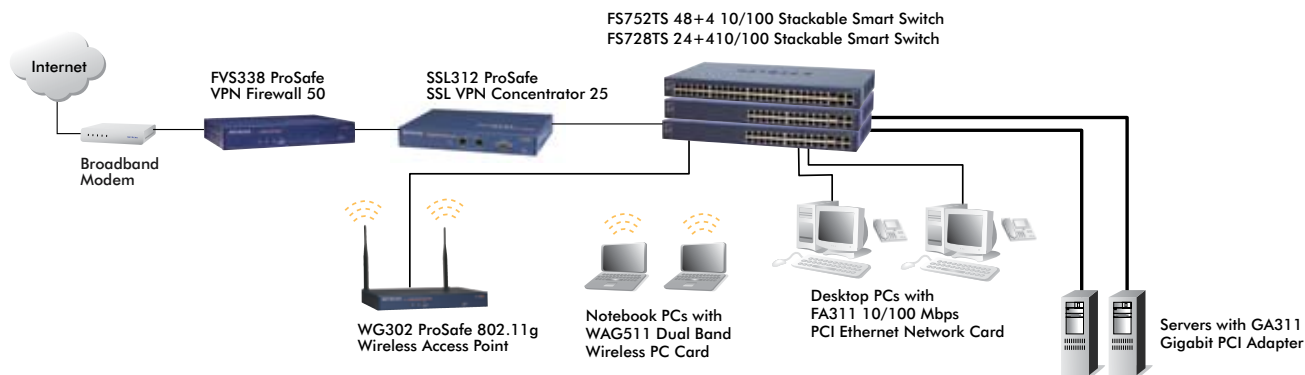 FS752TS 48+4 10/100 Stackable Smart Switch
FS728TS 24+410/100 Stackable Smart Switch
Internet
FVS338 ProSafe
VPN Firewall 50
SSL312 ProSafe
SSL VPN Concentrator 25
Broadband
Modem
WG302 ProSafe 802.11g
Wireless Access Point
Notebook PCs with
WAG511 Dual Band
Wireless PC Card
Desktop PCs with
FA311 10/100 Mbps
PCI Ethernet Network Card
Servers with GA311
Gigabit PCI Adapter